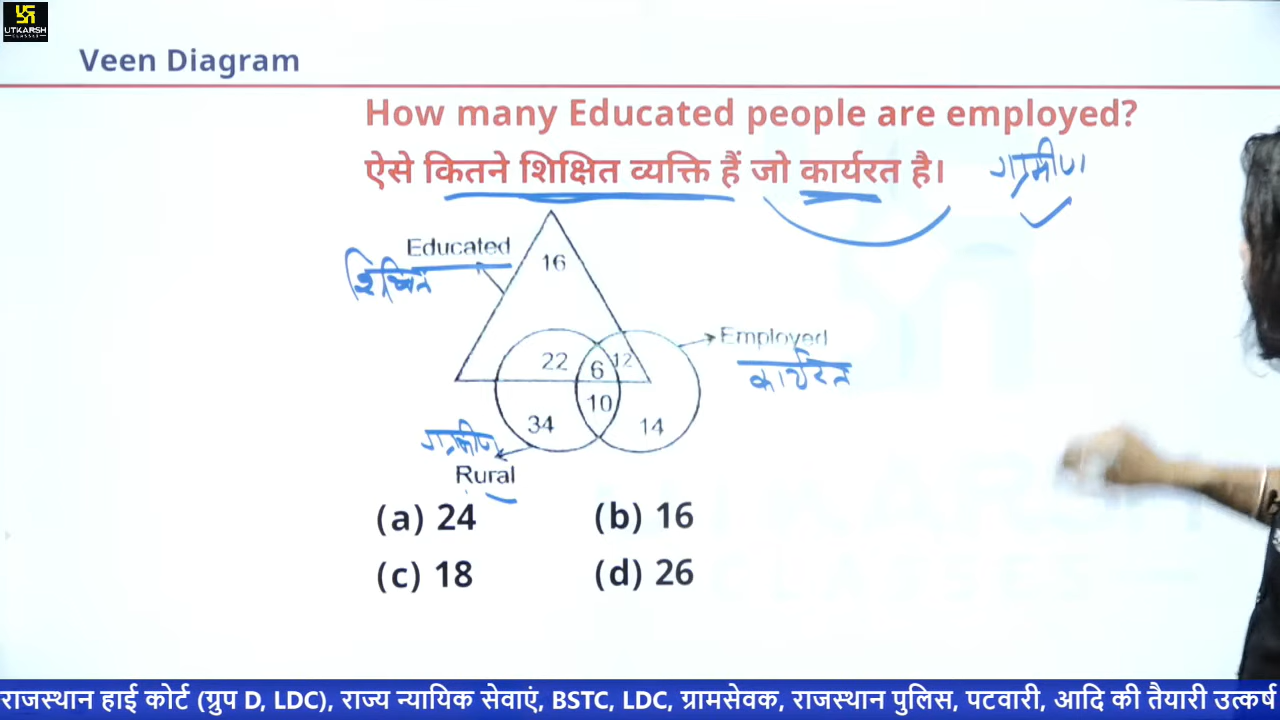 UTKARSH
CLASSES
Veen Diagram
How many Educated people are employed?
ऐसे कितने शिक्षित व्यक्ति हैं जो कार्यरत है।
ग्रामीण
Educated
शिक्षित
16
Employed
कार्यरत
22
6
12
10
34
14
ग्रामीण
Rural
(a) 24 (b) 16
(c) 18 (d) 26
राजस्थान हाई कोर्ट (ग्रुप D, LDC), राज्य न्यायिक सेवाएं, BSTC, LDC, ग्रामसेवक, राजस्थान पुलिस, पटवारी, आदि की तैयारी उत्कर्ष